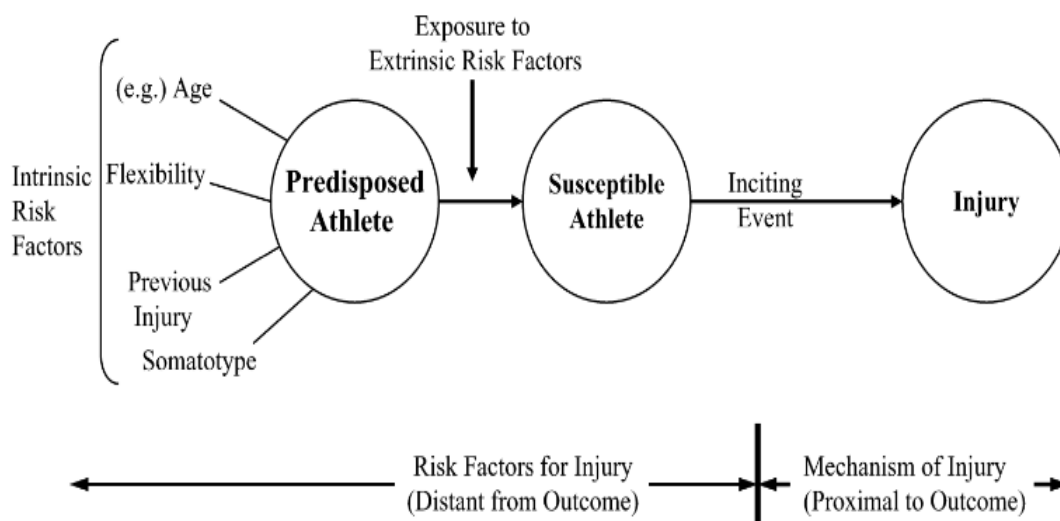 Exposure to
Extrinsic Risk Factors
(e.g.) Age
Flexibility
Intrinsic
Risk
Factors
Previous
Injury
Somatotype
Predisposed
Athlete
Susceptible
Athlete
Inciting
Event
Injury
Risk Factors for Injury
(Distant from Outcome)
Mechanism of Injury
(Proximal to Outcome)